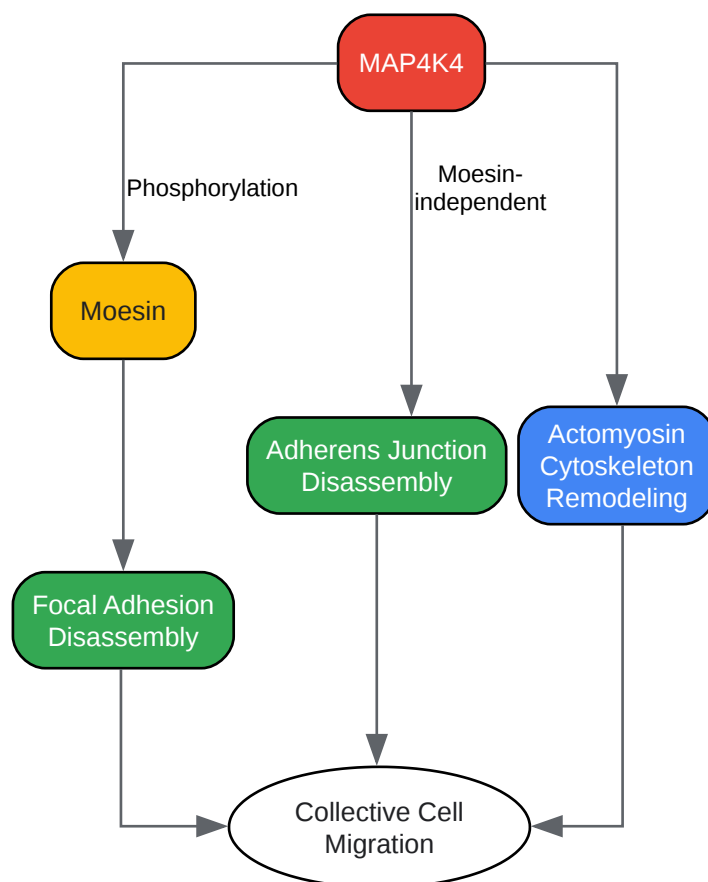 MAP4K4
Phosphorylation
Moesin-
independent
Moesin
Adherens Junction
Disassembly
Actomyosin
Cytoskeleton
Remodeling
Focal Adhesion
Disassembly
Collective Cell
Migration